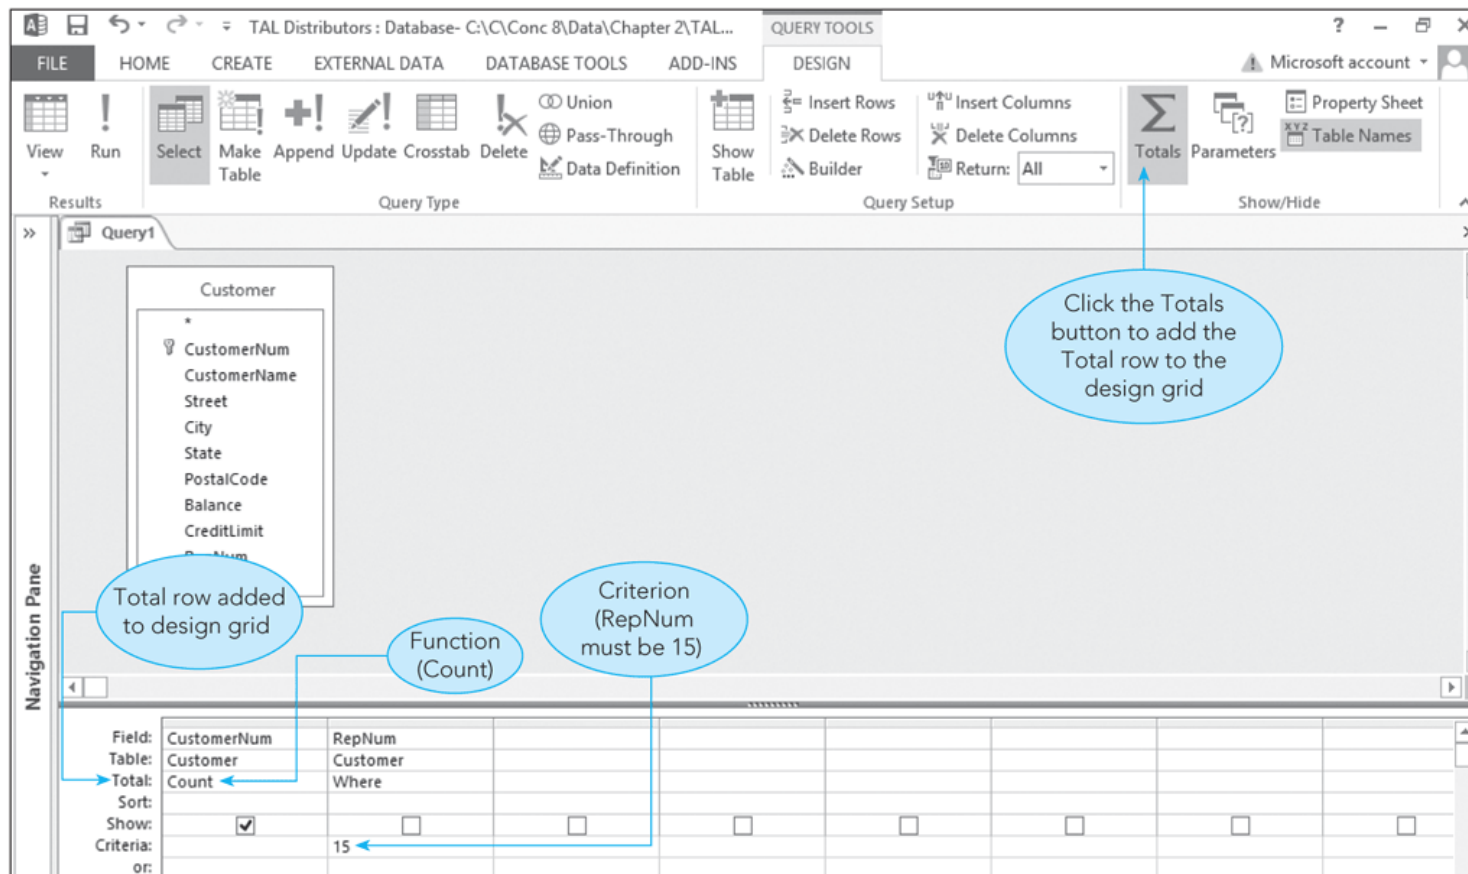 TAL Distributors : Database- C:\C\Conc 8\Data\Chapter 2\TAL...
QUERY TOOLS
?
FILE
HOME
CREATE
EXTERNAL DATA
DATABASE TOOLS
ADD-INS
DESIGN
Microsoft account
View
Run
Select
Make
Table
Append
Update
Crosstab
Delete
Union
Pass-Through
Data Definition
Show
Table
Insert Rows
Delete Rows
Builder
Insert Columns
Delete Columns
Return: All
Totals
Parameters
Property Sheet
XYZ
Table Names
Results
Query Type
Query Setup
Show/Hide
Query1
Customer
*
CustomerNum
CustomerName
Street
City
State
PostalCode
Balance
CreditLimit
RepNum
Click the Totals
button to add the
Total row to the
design grid
Navigation Pane
Total row added
to design grid
Function
(Count)
Criterion
(RepNum
must be 15)
Field: CustomerNum RepNum
Table: Customer Customer
Total: Count Where
Sort:
Show:
Criteria: 15
or: